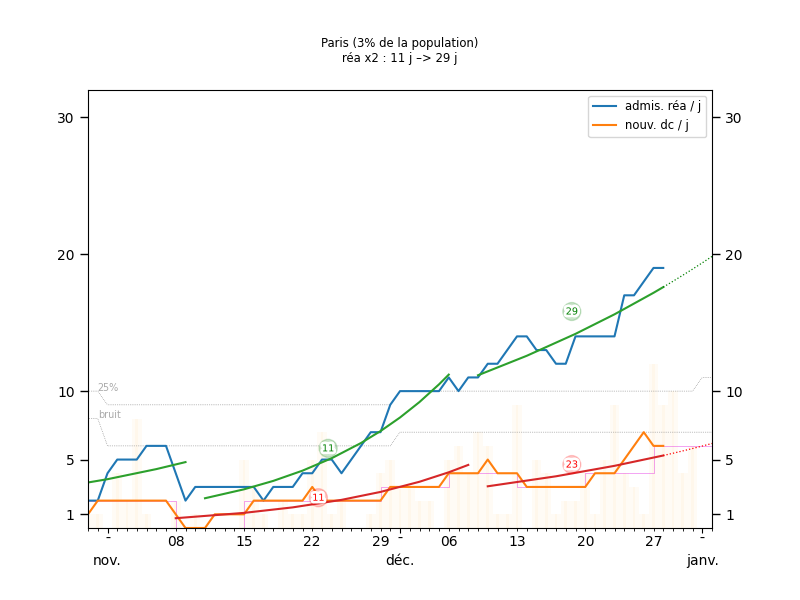 Paris (3% de la population)
réa x2 : 11 j –> 29 j
admis. réa / j
nouv. dc / j
30
30
20
20
29
10
25%
10
bruit
11
5
23
5
11
1
1
- 08 15 22 29 - 06 13 20 27 -
nov. déc. janv.